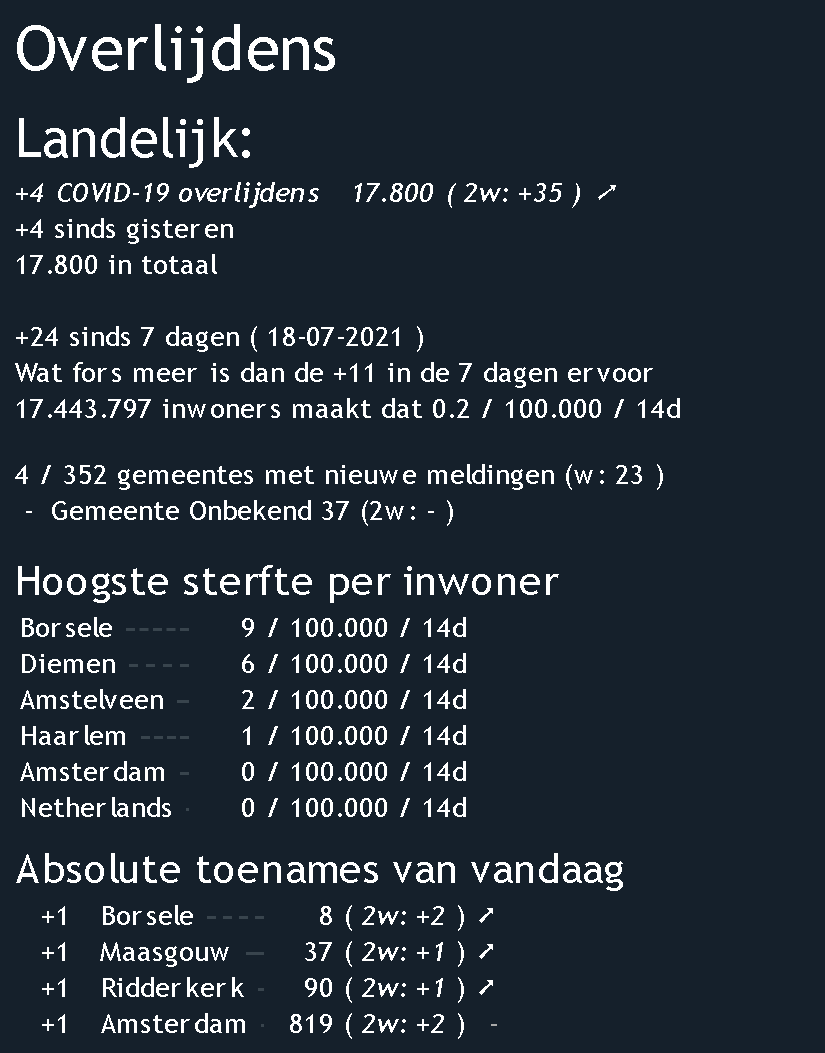 Overlijdens
Landelijk:
+4 COVID-19 overlijdens 17.800 ( 2w: +35 ) ➚
+4 sinds gisteren
17.800 in totaal
+24 sinds 7 dagen ( 18-07-2021 )
Wat fors meer is dan de +11 in de 7 dagen ervoor
17.443.797 inwoners maakt dat 0.2 / 100.000 / 14d
4 / 352 gemeentes met nieuwe meldingen (w: 23 )
- Gemeente Onbekend 37 (2w: - )
Hoogste sterfte per inwoner
Borsele ----- 9 / 100.000 / 14d
Diemen ---- 6 / 100.000 / 14d
Amstelveen - 2 / 100.000 / 14d
Haarlem ---- 1 / 100.000 / 14d
Amsterdam - 0 / 100.000 / 14d
Netherlands · 0 / 100.000 / 14d
Absolute toenames van vandaag
+1 Borsele ---- 8 ( 2w: +2 ) ➚
+1 Maasgouw — 37 ( 2w: +1 ) ➚
+1 Ridderkerk - 90 ( 2w: +1 ) ➚
+1 Amsterdam · 819 ( 2w: +2 ) -